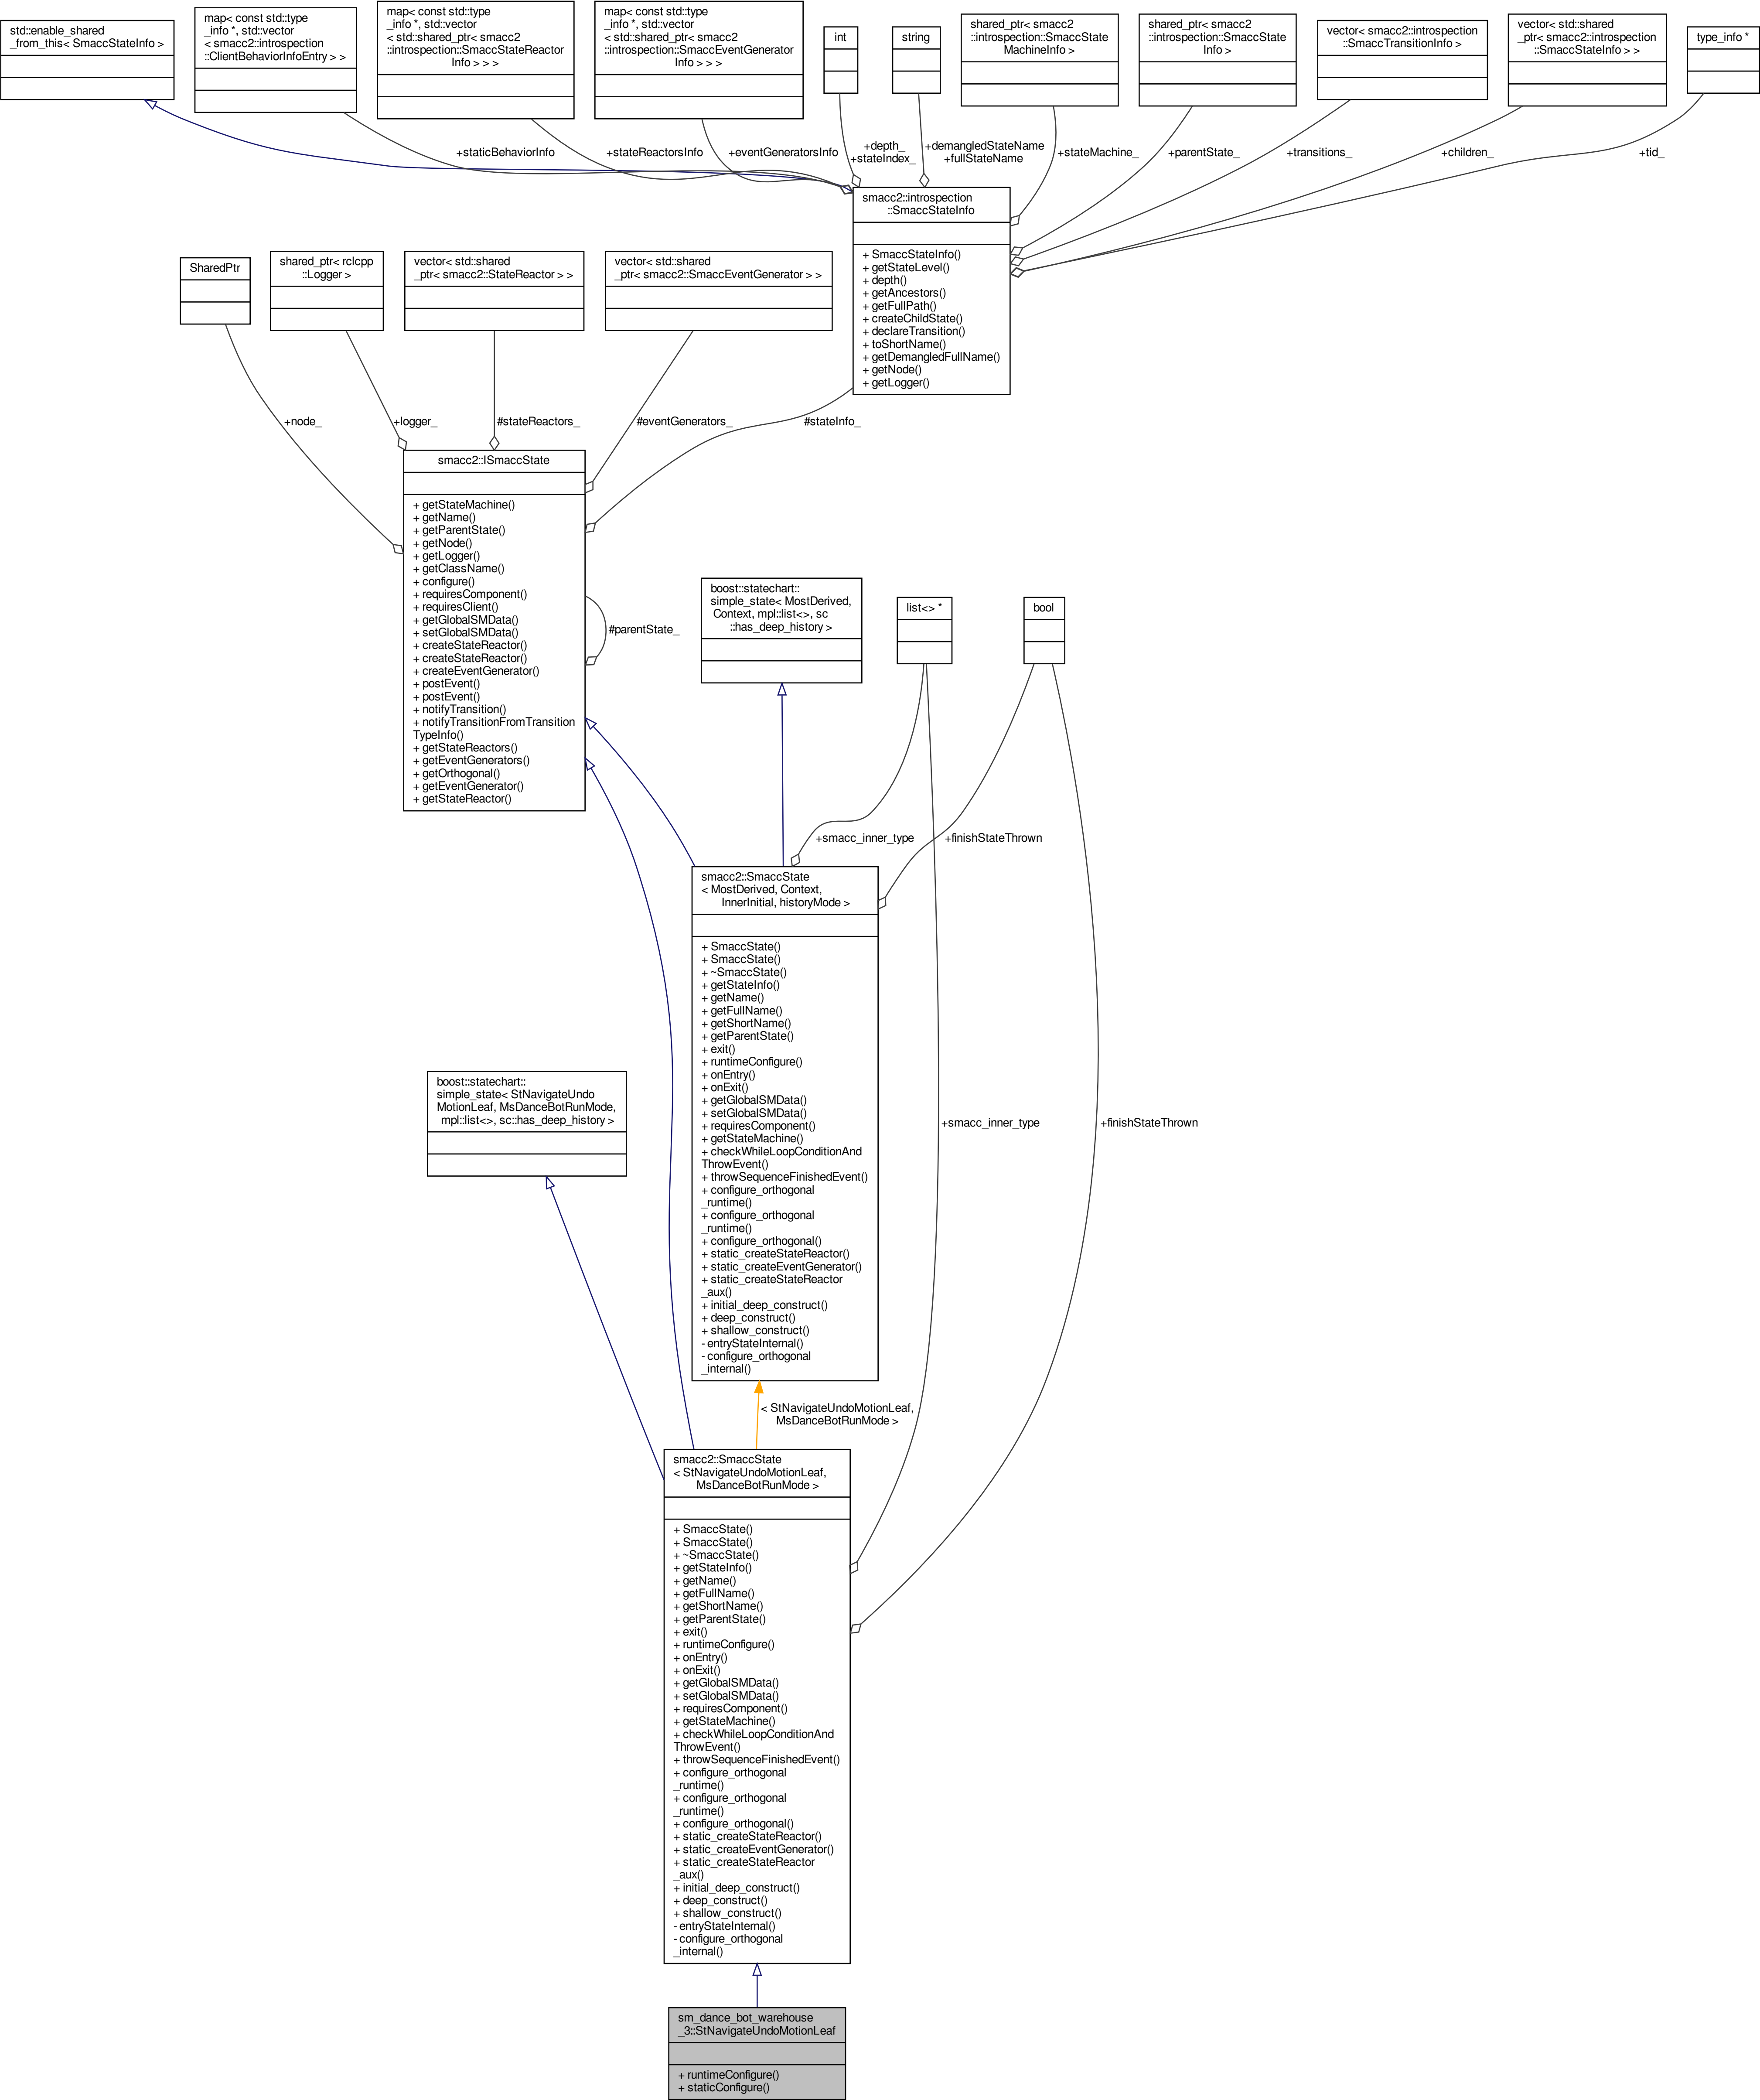 std::enable_shared
_from_this< SmaccStateInfo >
map< const std::type
_info *, std::vector
< smacc2::introspection
::ClientBehaviorInfoEntry > >
map< const std::type
_info *, std::vector
< std::shared_ptr< smacc2
::introspection::SmaccStateReactor
Info > > >
map< const std::type
_info *, std::vector
< std::shared_ptr< smacc2
::introspection::SmaccEventGenerator
Info > > >
int
string
shared_ptr< smacc2
::introspection::SmaccState
MachineInfo >
shared_ptr< smacc2
::introspection::SmaccState
Info >
vector< smacc2::introspection
::SmaccTransitionInfo >
vector< std::shared
_ptr< smacc2::introspection
::SmaccStateInfo > >
type_info *
+staticBehaviorInfo
+stateReactorsInfo
+eventGeneratorsInfo
+depth_
+stateIndex_
+demangledStateName
+fullStateName
+stateMachine_
+parentState_
+transitions_
+children_
+tid_
smacc2::introspection
::SmaccStateInfo
+ SmaccStateInfo()
+ getStateLevel()
+ depth()
+ getAncestors()
+ getFullPath()
+ createChildState()
+ declareTransition()
+ toShortName()
+ getDemangledFullName()
+ getNode()
+ getLogger()
SharedPtr
shared_ptr< rclcpp
::Logger >
vector< std::shared
_ptr< smacc2::StateReactor > >
vector< std::shared
_ptr< smacc2::SmaccEventGenerator > >
+node_
+logger_
#stateReactors_
#eventGenerators_
#stateInfo_
smacc2::ISmaccState
+ getStateMachine()
+ getName()
+ getParentState()
+ getNode()
+ getLogger()
+ getClassName()
+ configure()
+ requiresComponent()
+ requiresClient()
+ getGlobalSMData()
+ setGlobalSMData()
+ createStateReactor()
+ createStateReactor()
+ createEventGenerator()
+ postEvent()
+ postEvent()
+ notifyTransition()
+ notifyTransitionFromTransition
TypeInfo()
+ getStateReactors()
+ getEventGenerators()
+ getOrthogonal()
+ getEventGenerator()
+ getStateReactor()
#parentState_
boost::statechart::
simple_state< MostDerived,
Context, mpl::list<>, sc
::has_deep_history >
list<> *
bool
+smacc_inner_type
+finishStateThrown
smacc2::SmaccState
< MostDerived, Context,
InnerInitial, historyMode >
+ SmaccState()
+ SmaccState()
+ ~SmaccState()
+ getStateInfo()
+ getName()
+ getFullName()
+ getShortName()
+ getParentState()
+ exit()
+ runtimeConfigure()
+ onEntry()
+ onExit()
+ getGlobalSMData()
+ setGlobalSMData()
+ requiresComponent()
+ getStateMachine()
+ checkWhileLoopConditionAnd
ThrowEvent()
+ throwSequenceFinishedEvent()
+ configure_orthogonal
_runtime()
+ configure_orthogonal
_runtime()
+ configure_orthogonal()
+ static_createStateReactor()
+ static_createEventGenerator()
+ static_createStateReactor
_aux()
+ initial_deep_construct()
+ deep_construct()
+ shallow_construct()
- entryStateInternal()
- configure_orthogonal
_internal()
boost::statechart::
simple_state< StNavigateUndo
MotionLeaf, MsDanceBotRunMode,
mpl::list<>, sc::has_deep_history >
+smacc_inner_type
+finishStateThrown
< StNavigateUndoMotionLeaf,
MsDanceBotRunMode >
smacc2::SmaccState
< StNavigateUndoMotionLeaf,
MsDanceBotRunMode >
+ SmaccState()
+ SmaccState()
+ ~SmaccState()
+ getStateInfo()
+ getName()
+ getFullName()
+ getShortName()
+ getParentState()
+ exit()
+ runtimeConfigure()
+ onEntry()
+ onExit()
+ getGlobalSMData()
+ setGlobalSMData()
+ requiresComponent()
+ getStateMachine()
+ checkWhileLoopConditionAnd
ThrowEvent()
+ throwSequenceFinishedEvent()
+ configure_orthogonal
_runtime()
+ configure_orthogonal
_runtime()
+ configure_orthogonal()
+ static_createStateReactor()
+ static_createEventGenerator()
+ static_createStateReactor
_aux()
+ initial_deep_construct()
+ deep_construct()
+ shallow_construct()
- entryStateInternal()
- configure_orthogonal
_internal()
sm_dance_bot_warehouse
_3::StNavigateUndoMotionLeaf
+ runtimeConfigure()
+ staticConfigure()